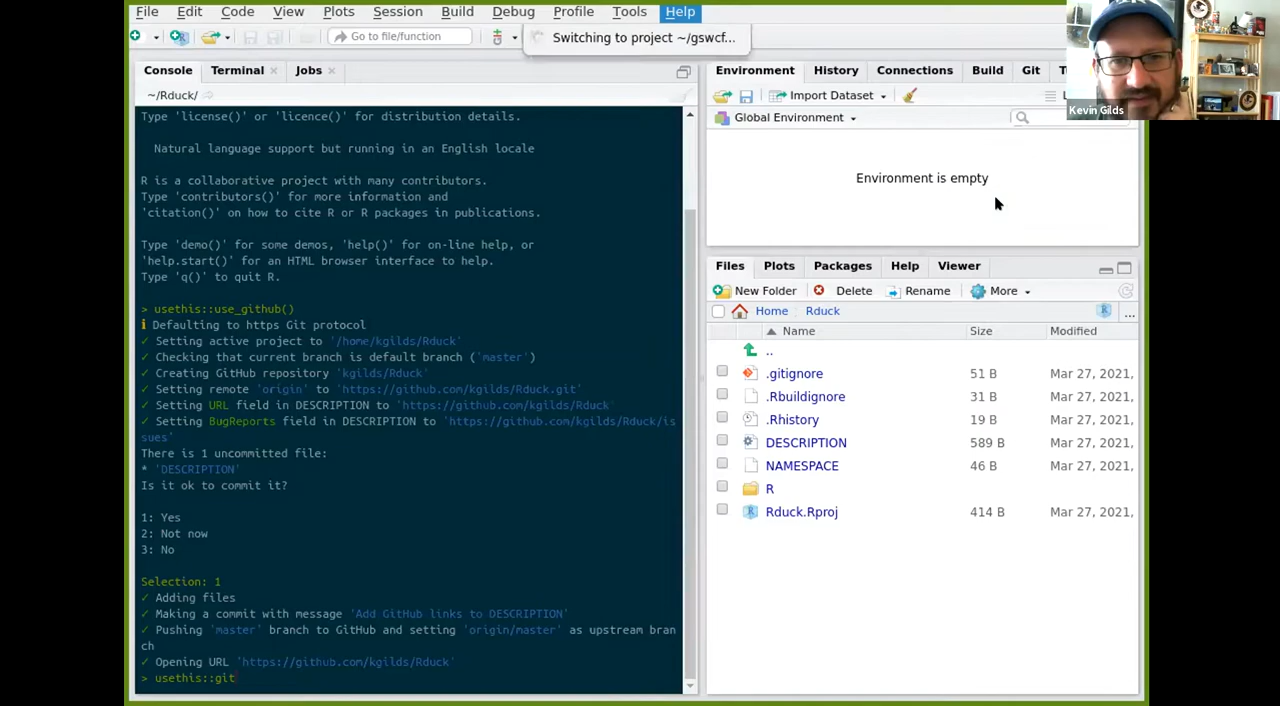 File Edit Code View Plots Session Build Debug Profile Tools Help
Go to file/function
Switching to project ~/gswcf...
Kevin Gilds
Console Terminal Jobs
~/Rduck/
Type 'license()' or 'licence()' for distribution details.
Natural language support but running in an English locale
R is a collaborative project with many contributors.
Type 'contributors()' for more information and
'citation()' on how to cite R or R packages in publications.
Type 'demo()' for some demos, 'help()' for on-line help, or
'help.start()' for an HTML browser interface to help.
Type 'q()' to quit R.
> usethis::use_github()
ℹ Defaulting to https Git protocol
✓ Setting active project to '/home/kgilds/Rduck'
✓ Checking that current branch is default branch ('master')
✓ Creating GitHub repository 'kgilds/Rduck'
✓ Setting remote 'origin' to 'https://github.com/kgilds/Rduck.git'
✓ Setting URL field in DESCRIPTION to 'https://github.com/kgilds/Rduck'
✓ Setting BugReports field in DESCRIPTION to 'https://github.com/kgilds/Rduck/is
sues'
There is 1 uncommitted file:
* 'DESCRIPTION'
Is it ok to commit it?
1: Yes
2: Not now
3: No
Selection: 1
✓ Adding files
✓ Making a commit with message 'Add GitHub links to DESCRIPTION'
✓ Pushing 'master' branch to GitHub and setting 'origin/master' as upstream bran
ch
✓ Opening URL 'https://github.com/kgilds/Rduck'
> usethis::git
Environment History Connections Build Git T
Import Dataset
Global Environment
Environment is empty
Files Plots Packages Help Viewer
New Folder Delete Rename More
Home Rduck ...
Name Size Modified
..
.gitignore 51 B Mar 27, 2021,
.Rbuildignore 31 B Mar 27, 2021,
.Rhistory 19 B Mar 27, 2021,
DESCRIPTION 589 B Mar 27, 2021,
NAMESPACE 46 B Mar 27, 2021,
R
Rduck.Rproj 414 B Mar 27, 2021,